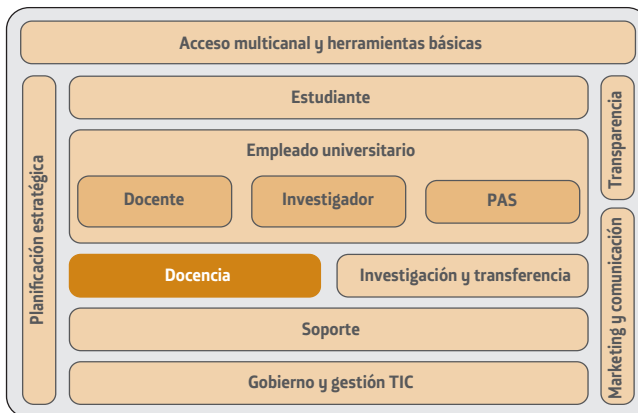 Acceso multicanal y herramientas básicas
Planificación estratégica
Estudiante
Empleado universitario
Docente
Investigador
PAS
Docencia
Investigación y transferencia
Soporte
Gobierno y gestión TIC
Transparencia
Marketing y comunicación